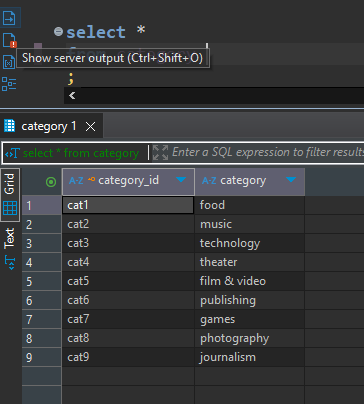 select *
Show server output (Ctrl+Shift+O)
;
category 1
select * from category
Enter a SQL expression to filter results
Grid
Text
A-Z category_id A-Z category
1 cat1 food
2 cat2 music
3 cat3 technology
4 cat4 theater
5 cat5 film & video
6 cat6 publishing
7 cat7 games
8 cat8 photography
9 cat9 journalism